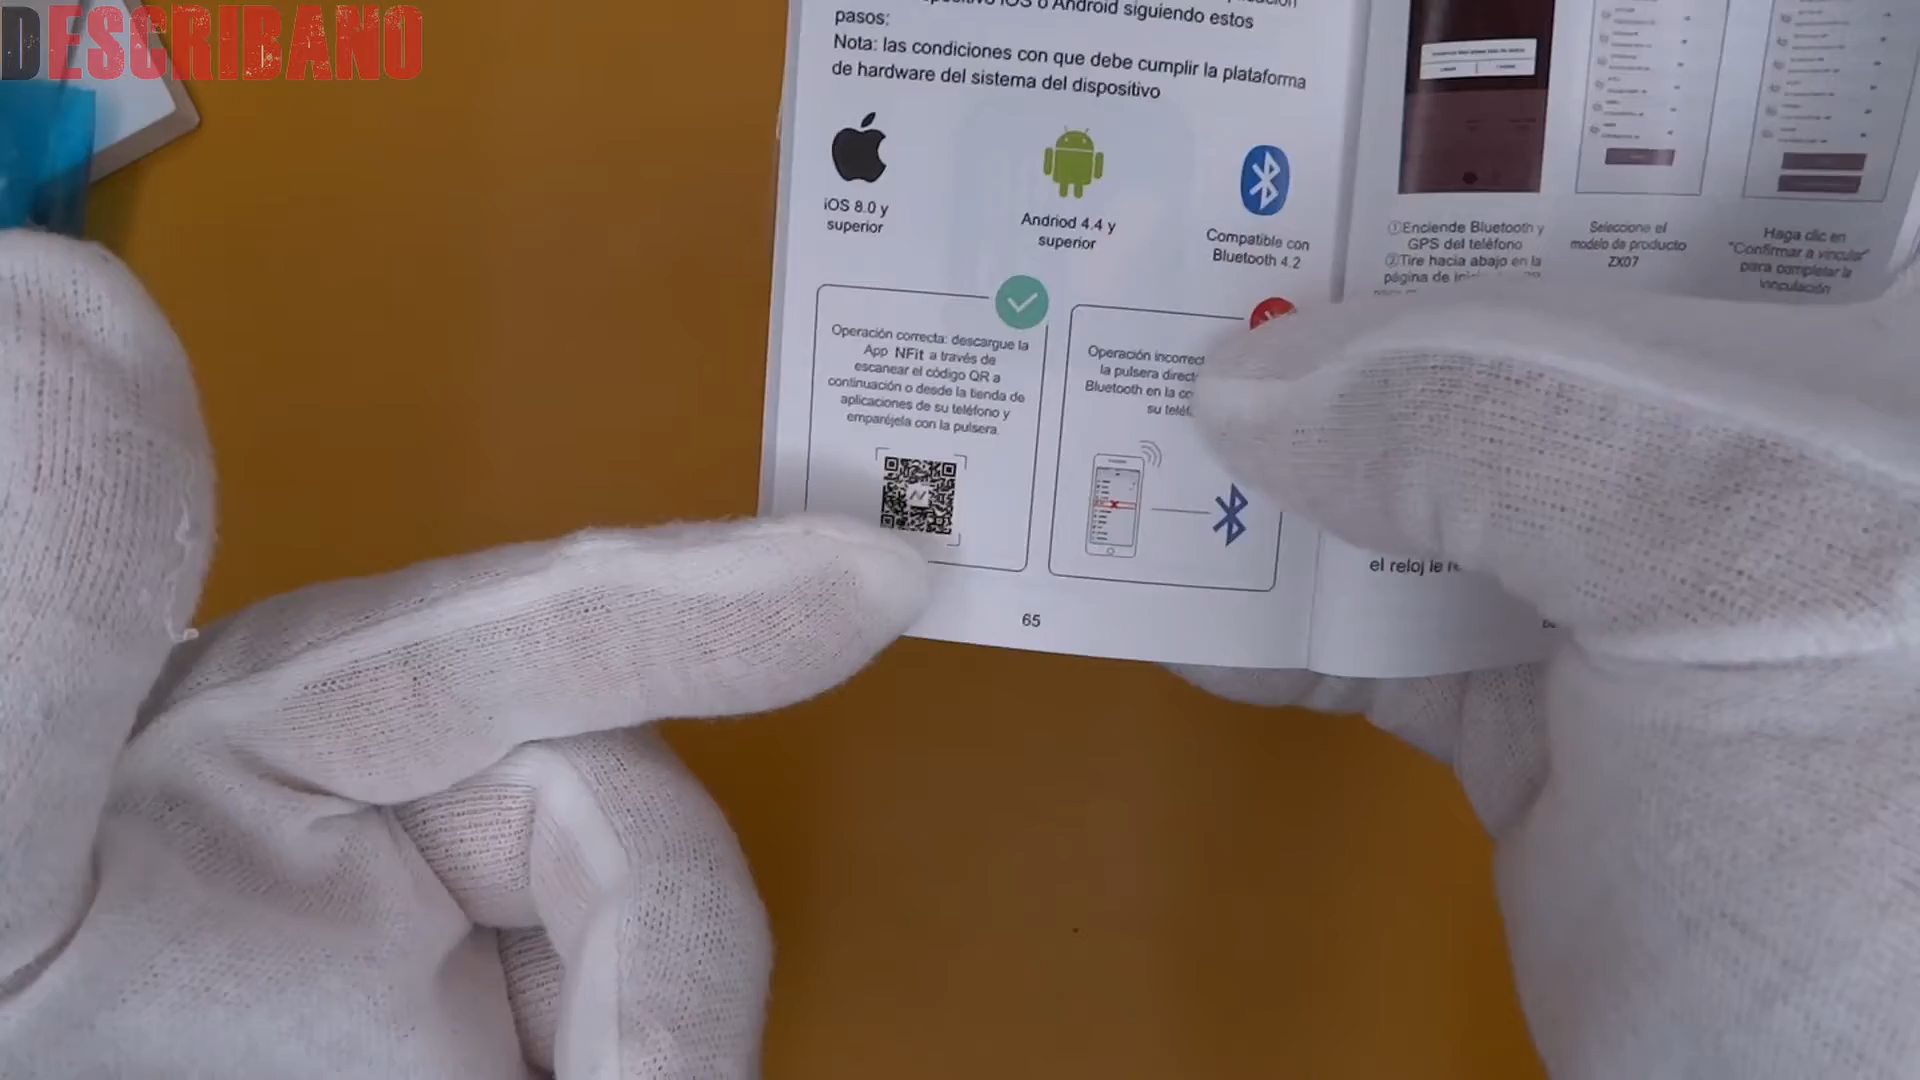 DESCRIBANO
iOS o Android siguiendo estos
pasos:
Nota: las condiciones con que debe cumplir la plataforma
de hardware del sistema del dispositivo
iOS 8.0 y
superior
Andriod 4.4 y
superior
Compatible con
Bluetooth 4.2
Operación correcta: descargue la
App NFit a través de
escanear el código QR a
continuación o desde la tienda de
aplicaciones de su teléfono y
emparéjela con la pulsera.
Operación
la pulsera
Bluetooth en la
su
65
①Enciende Bluetooth y
GPS del teléfono
②Tire hacia abajo en la
página de
Seleccione el
modelo de producto
ZX07
Haga clic en
"Confirmar a vincular"
para completar la
vinculación
el reloj le